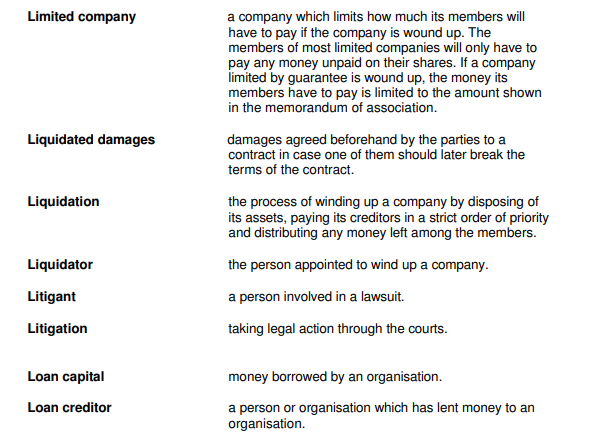 Limited company a company which limits how much its members will
have to pay if the company is wound up. The
members of most limited companies will only have to
pay any money unpaid on their shares. If a company
limited by guarantee is wound up, the money its
members have to pay is limited to the amount shown
in the memorandum of association.
Liquidated damages damages agreed beforehand by the parties to a
contract in case one of them should later break the
terms of the contract.
Liquidation the process of winding up a company by disposing of
its assets, paying its creditors in a strict order of priority
and distributing any money left among the members.
Liquidator the person appointed to wind up a company.
Litigant a person involved in a lawsuit.
Litigation taking legal action through the courts.
Loan capital money borrowed by an organisation.
Loan creditor a person or organisation which has lent money to an
organisation.